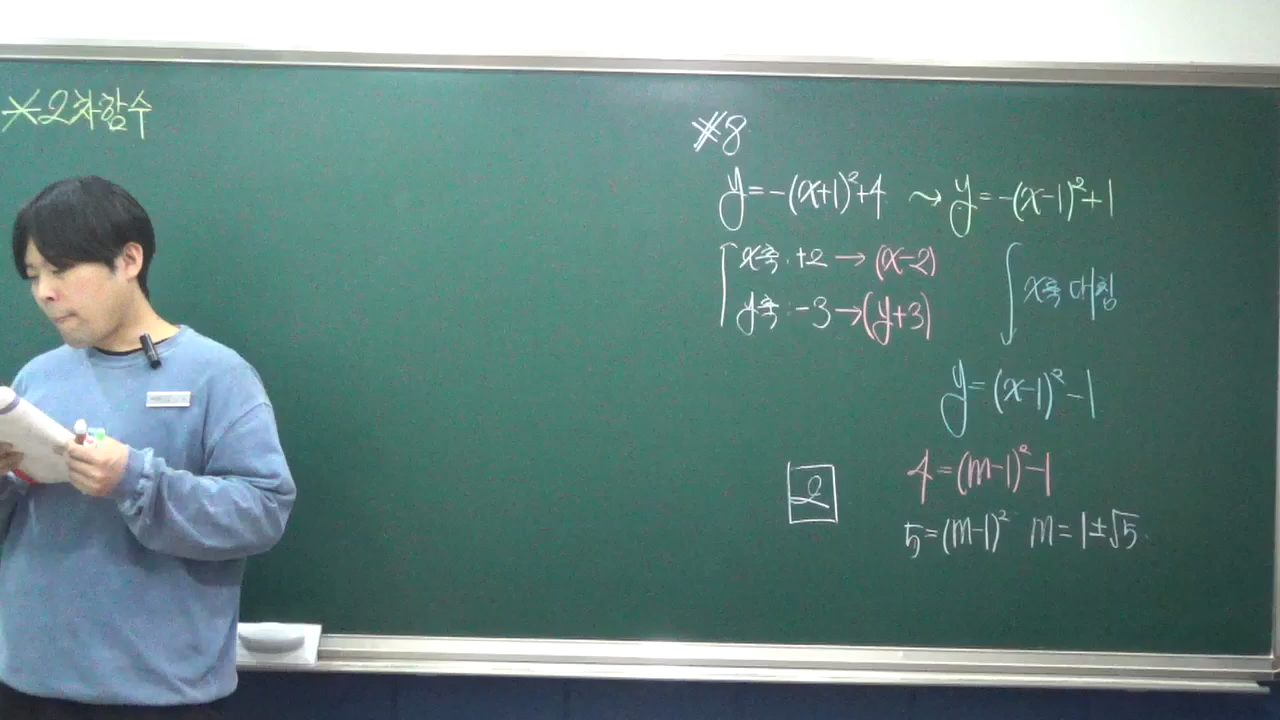 ※2차함수
#8
y=-(x+1)²+4 ~> y=-(x-1)²+1
x축: +2 → (x-2)
y축: -3 → (y+3)
x축 대칭
y=(x-1)²-1
4=(m-1)²-1
2
5=(m-1)² m=1±√5